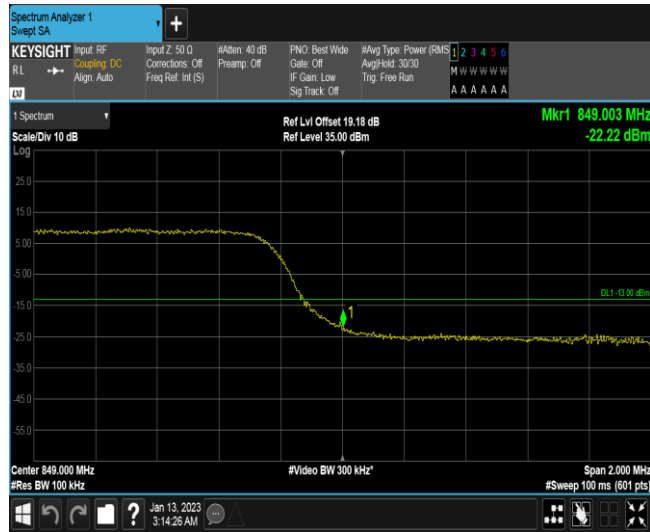 Spectrum Analyzer 1
Swept SA
KEYSIGHT
RL
LXI
Input: RF
Coupling: DC
Align: Auto
Input Z: 50 Ω
Corrections: Off
Freq Ref: Int (S)
#Atten: 40 dB
Preamp: Off
PNO: Best Wide
Gate: Off
IF Gain: Low
Sig Track: Off
#Avg Type: Power (RMS
Avg|Hold: 30/30
Trig: Free Run
1 2 3 4 5 6
M W W W W W
A A A A A A
1 Spectrum
Scale/Div 10 dB
Ref Lvl Offset 19.18 dB
Ref Level 35.00 dBm
Mkr1 849.003 MHz
-22.22 dBm
Log
25.0
15.0
5.00
-5.00
DL1 -13.00 dBm
-15.0
1
-25.0
-35.0
-45.0
-55.0
Center 849.000 MHz
#Video BW 300 kHz*
Span 2.000 MHz
#Res BW 100 kHz
#Sweep 100 ms (601 pts)
?
Jan 13, 2023
3:14:26 AM